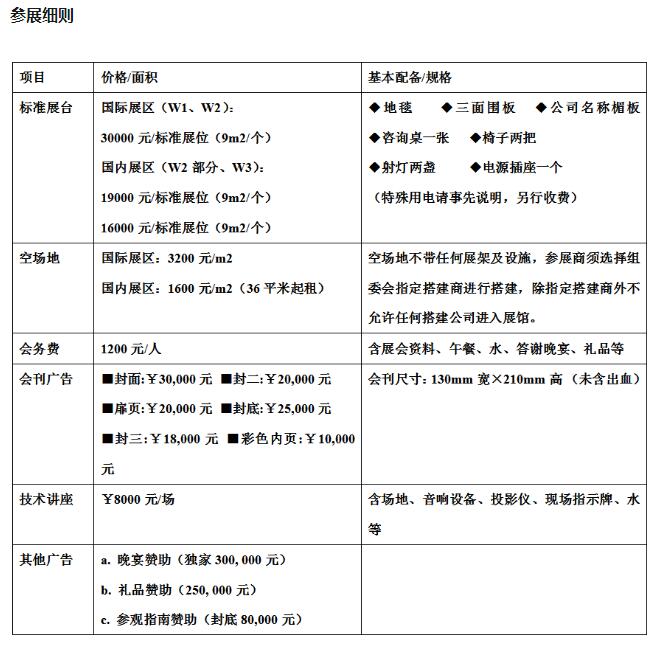 参展细则
项目 价格/面积 基本配备/规格
标准展台 国际展区（W1、W2）： ◆地毯 ◆三面围板 ◆公司名称楣板
30000 元/标准展位（9m2/个） ◆咨询桌一张 ◆椅子两把
国内展区（W2 部分、W3）： ◆射灯两盏 ◆电源插座一个
19000 元/标准展位（9m2/个） （特殊用电请事先说明，另行收费）
16000 元/标准展位（9m2/个）
空场地 国际展区：3200 元/m2 空场地不带任何展架及设施，参展商须选择组
国内展区：1600 元/m2（36 平米起租） 委会指定搭建商进行搭建，除指定搭建商外不
允许任何搭建公司进入展馆。
会务费 1200 元/人 含展会资料、午餐、水、答谢晚宴、礼品等
会刊广告 ■封面:￥30,000 元 ■封二:￥20,000 元 会刊尺寸：130mm 宽×210mm 高（未含出血）
■扉页:￥20,000 元 ■封底:￥25,000 元
■封三:￥18,000 元 ■彩色内页:￥10,000
元
技术讲座 ￥8000 元/场 含场地、音响设备、投影仪、现场指示牌、水
等
其他广告 a. 晚宴赞助（独家 300, 000 元）
b. 礼品赞助（250, 000 元）
c. 参观指南赞助（封底 80,000 元）